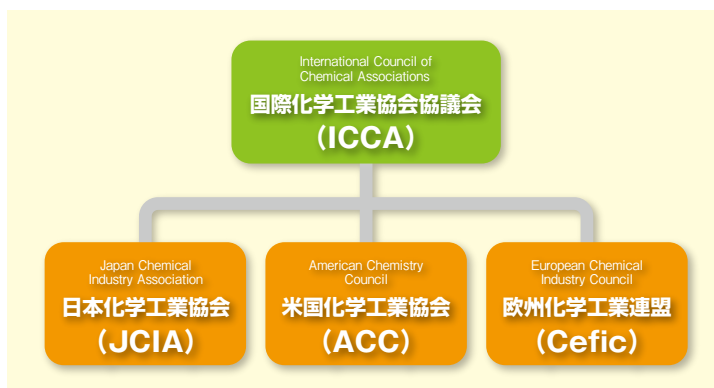 International Council of
Chemical Associations
国際化学工業協会協議会
（ICCA）
Japan Chemical
Industry Association
日本化学工業協会
（JCIA）
American Chemistry
Council
米国化学工業協会
（ACC）
European Chemical
Industry Council
欧州化学工業連盟
（Cefic）